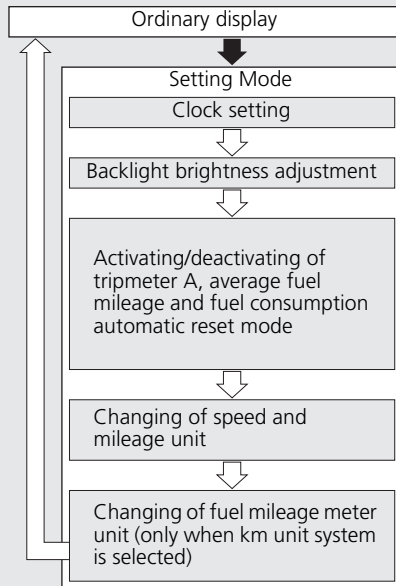 Ordinary display
Setting Mode
Clock setting
Backlight brightness adjustment
Activating/deactivating of
tripmeter A, average fuel
mileage and fuel consumption
automatic reset mode
Changing of speed and
mileage unit
Changing of fuel mileage meter
unit (only when km unit system
is selected)